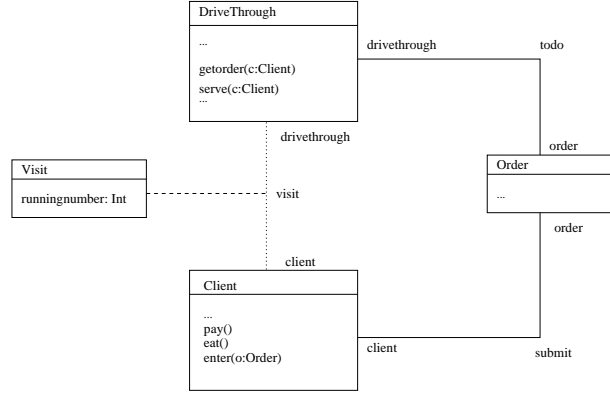 DriveThrough
...
getorder(c:Client)
serve(c:Client)
...
drivethrough
todo
drivethrough
order
Order
...
order
Visit
runningnumber: Int
visit
client
Client
...
pay()
eat()
enter(o:Order)
client
submit